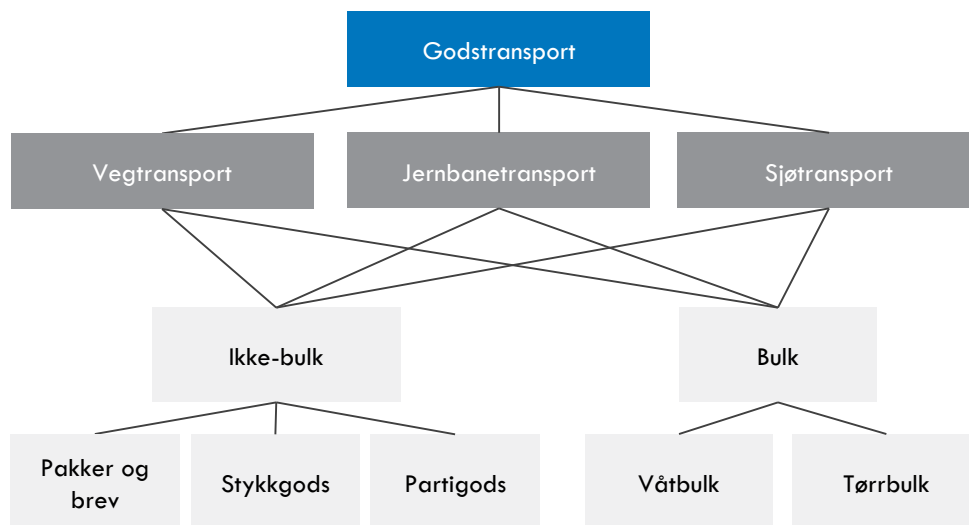 Godstransport
Vegtransport
Jernbanetransport
Sjøtransport
Ikke-bulk
Bulk
Pakker og
brev
Stykkgods
Partigods
Våtbulk
Tørrbulk